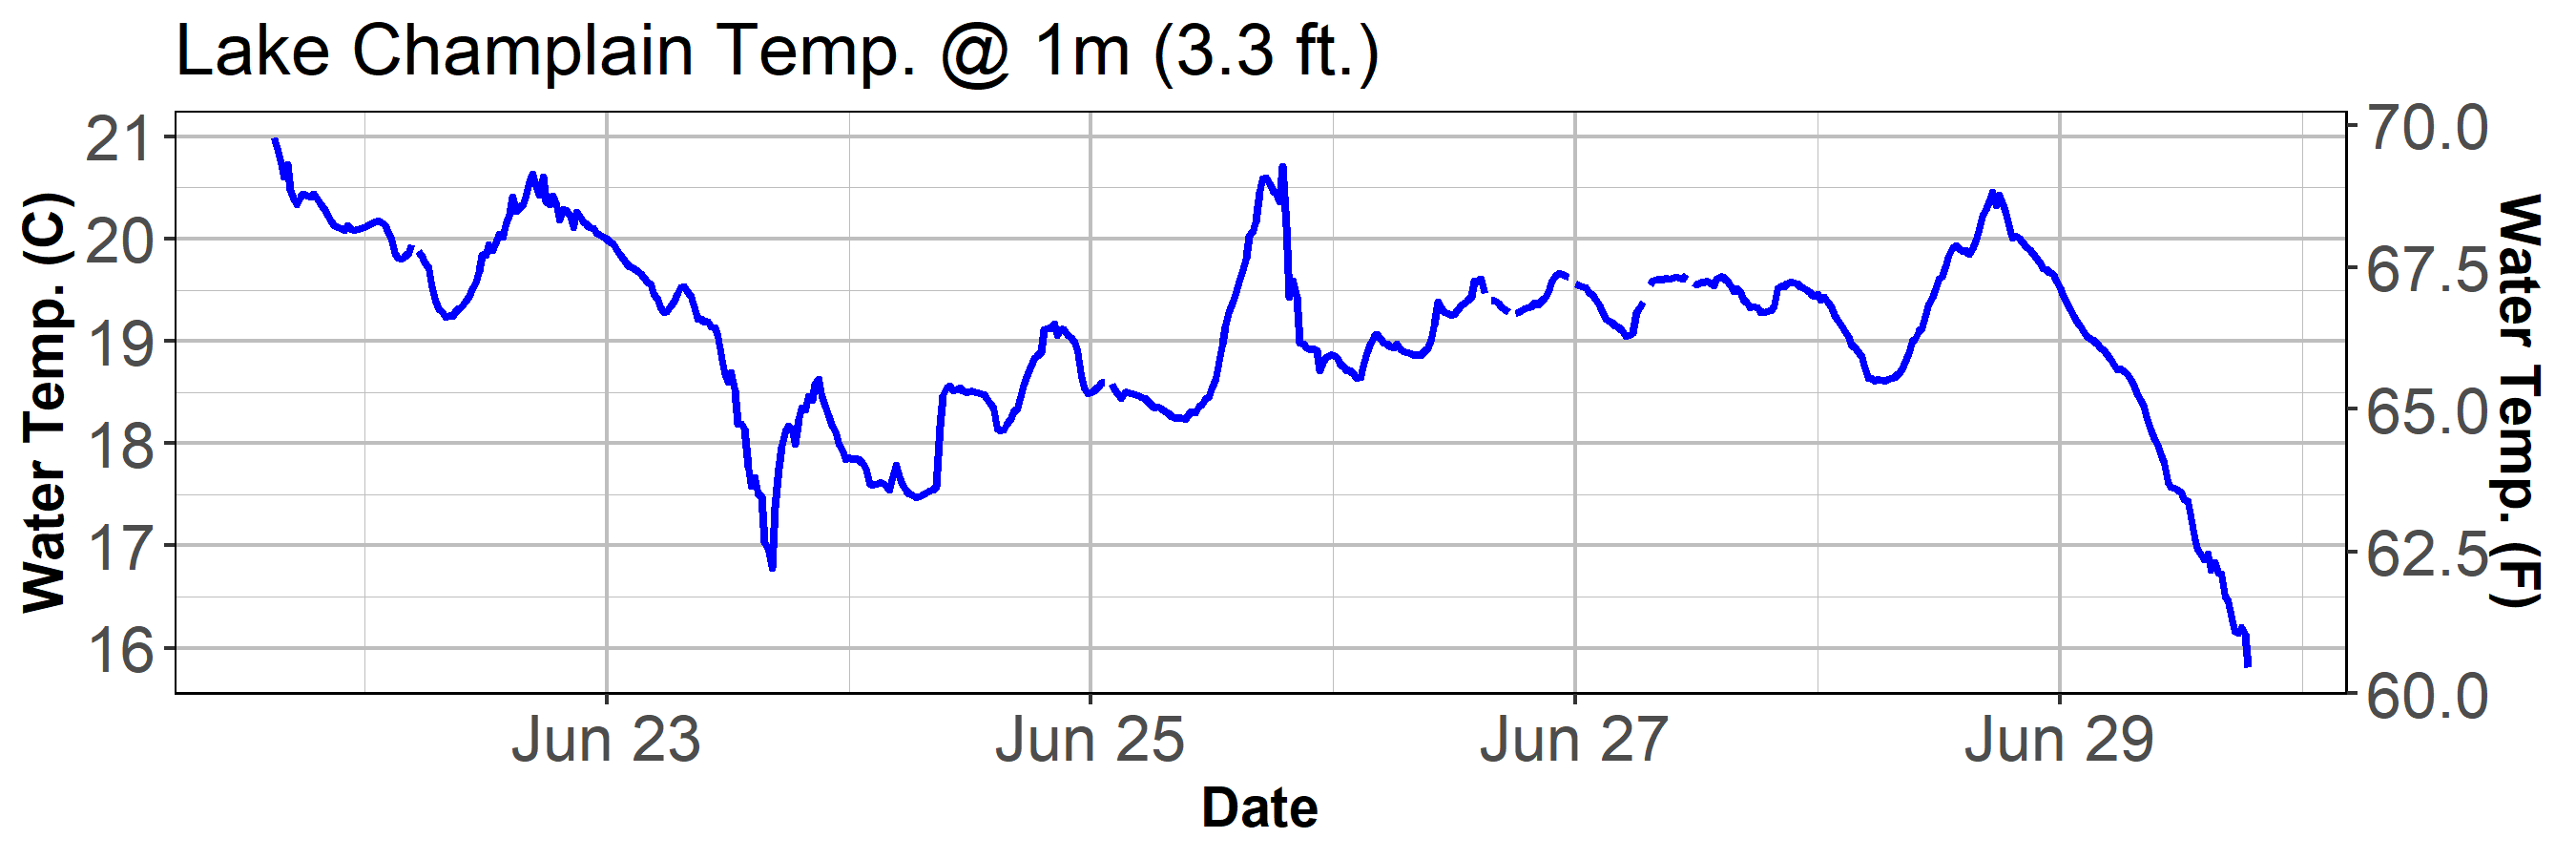 Lake Champlain Temp. @ 1m (3.3 ft.)
Water Temp. (C)
21
20
19
18
17
16
70.0
67.5
65.0
62.5
60.0
Water Temp. (F)
Jun 23 Jun 25 Jun 27 Jun 29
Date